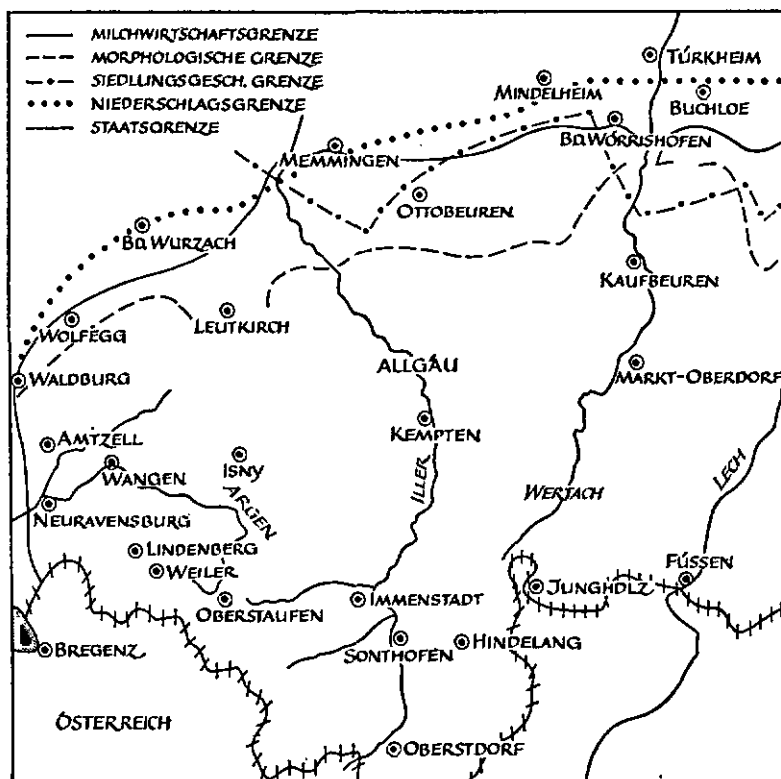 MILCHWIRTSCHAFTSGRENZE
MORPHOLOGISCHE GRENZE
SIEDLUNGSGESCH. GRENZE
NIEDERSCHLAGSGRENZE
STAATSGRENZE
TÜRKHEIM
MINDELHEIM
BUCHLOE
BD. WÖRRISHOFEN
MEMMINGEN
OTTOBEUREN
BD. WURZACH
KAUFBEUREN
LEUTKIRCH
WOLFEGG
ALLGÄU
WALDBURG
MARKT-OBERDORF
KEMPTEN
AMTZELL
ISNY
WANGEN
ILLER
LECH
ARGEN
WERTACH
NEURAVENSBURG
LINDENBERG
WEILER
FÜSSEN
JUNGHOLZ
OBERSTAUFEN
IMMENSTADT
BREGENZ
SONTHOFEN
HINDELANG
ÖSTERREICH
OBERSTDORF